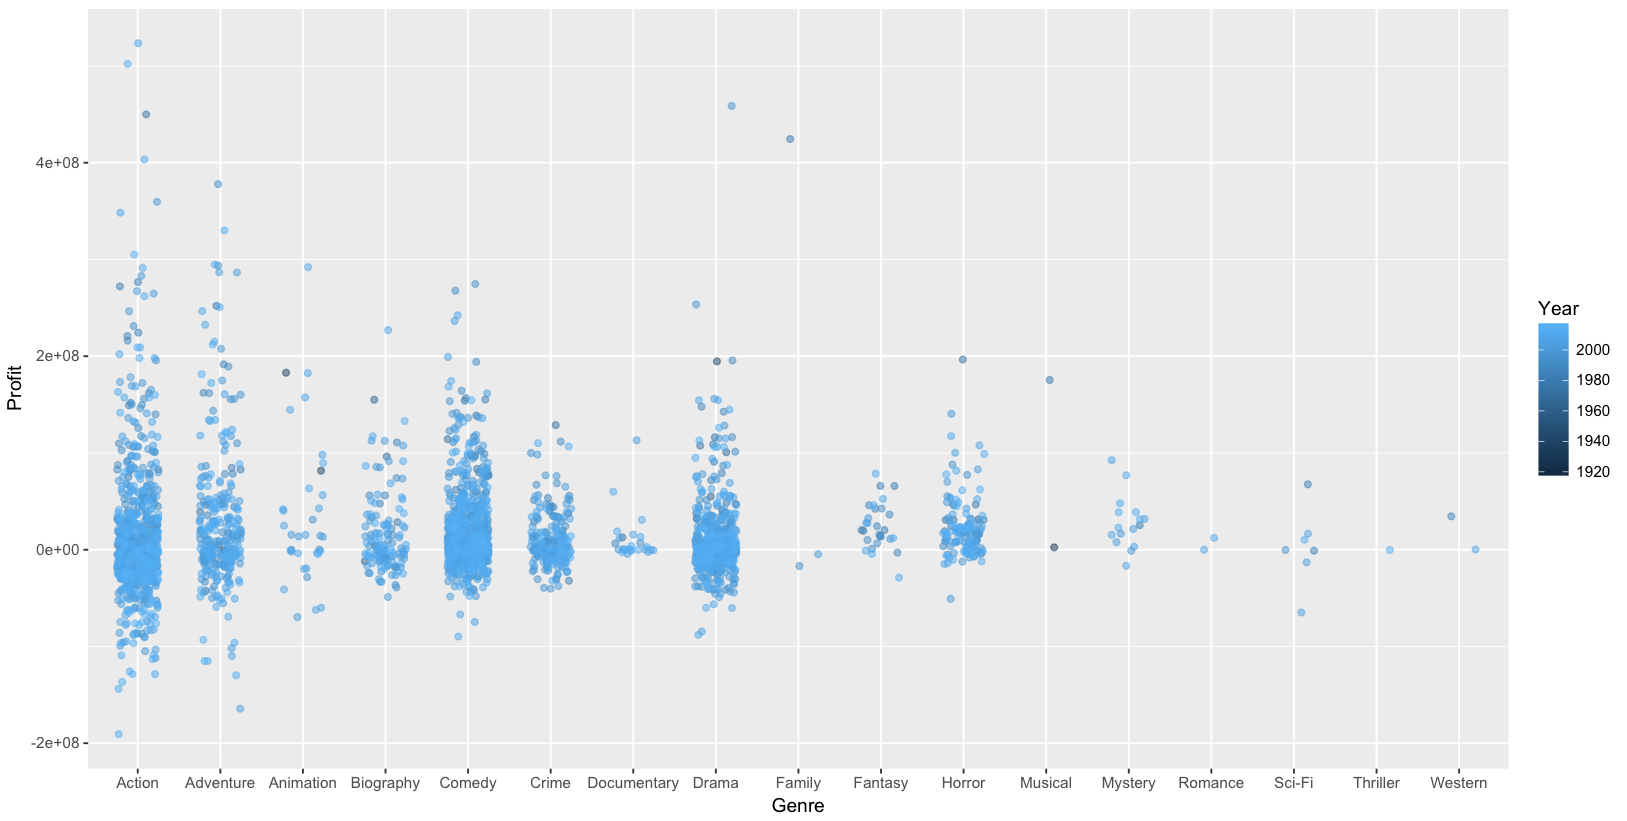 4e+08
2e+08
0e+00
-2e+08
Profit
Action Adventure Animation Biography Comedy Crime Documentary Drama Family Fantasy Horror Musical Mystery Romance Sci-Fi Thriller Western
Genre
Year
2000
1980
1960
1940
1920